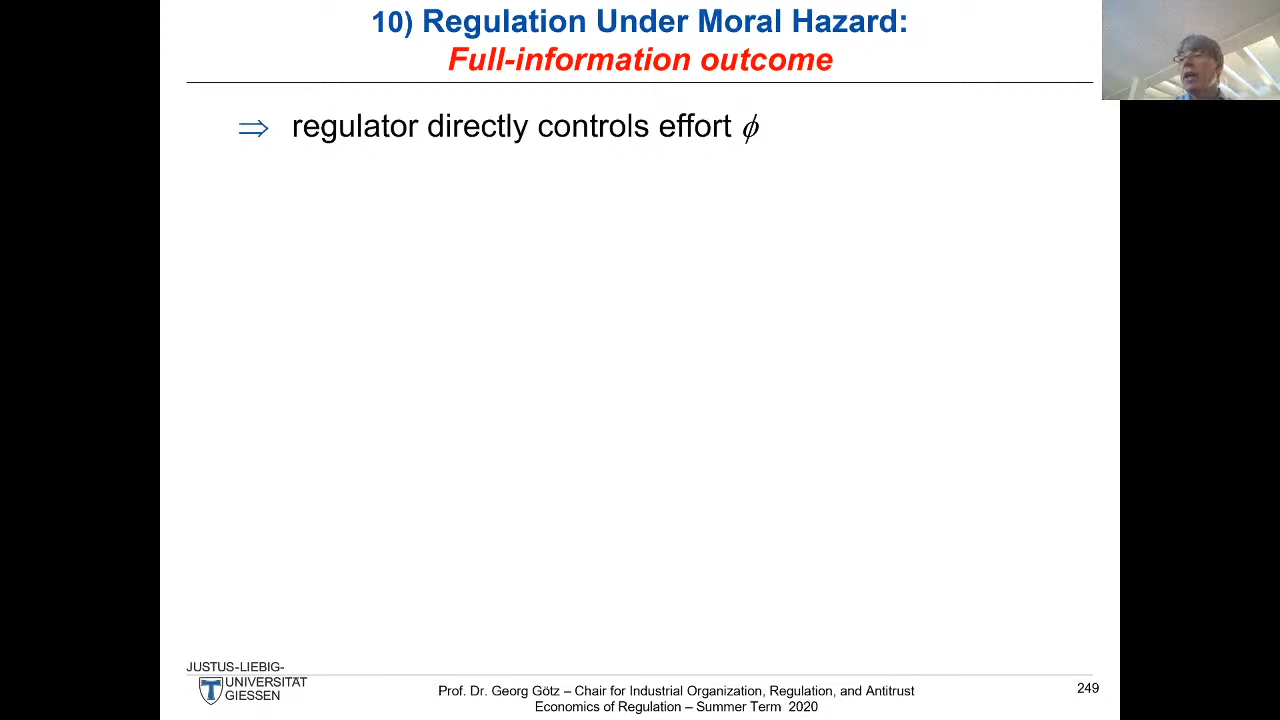 10) Regulation Under Moral Hazard:
Full-information outcome
⇒ regulator directly controls effort ϕ
JUSTUS-LIEBIG-
UNIVERSITÄT
GIESSEN
Prof. Dr. Georg Götz – Chair for Industrial Organization, Regulation, and Antitrust
Economics of Regulation – Summer Term 2020
249